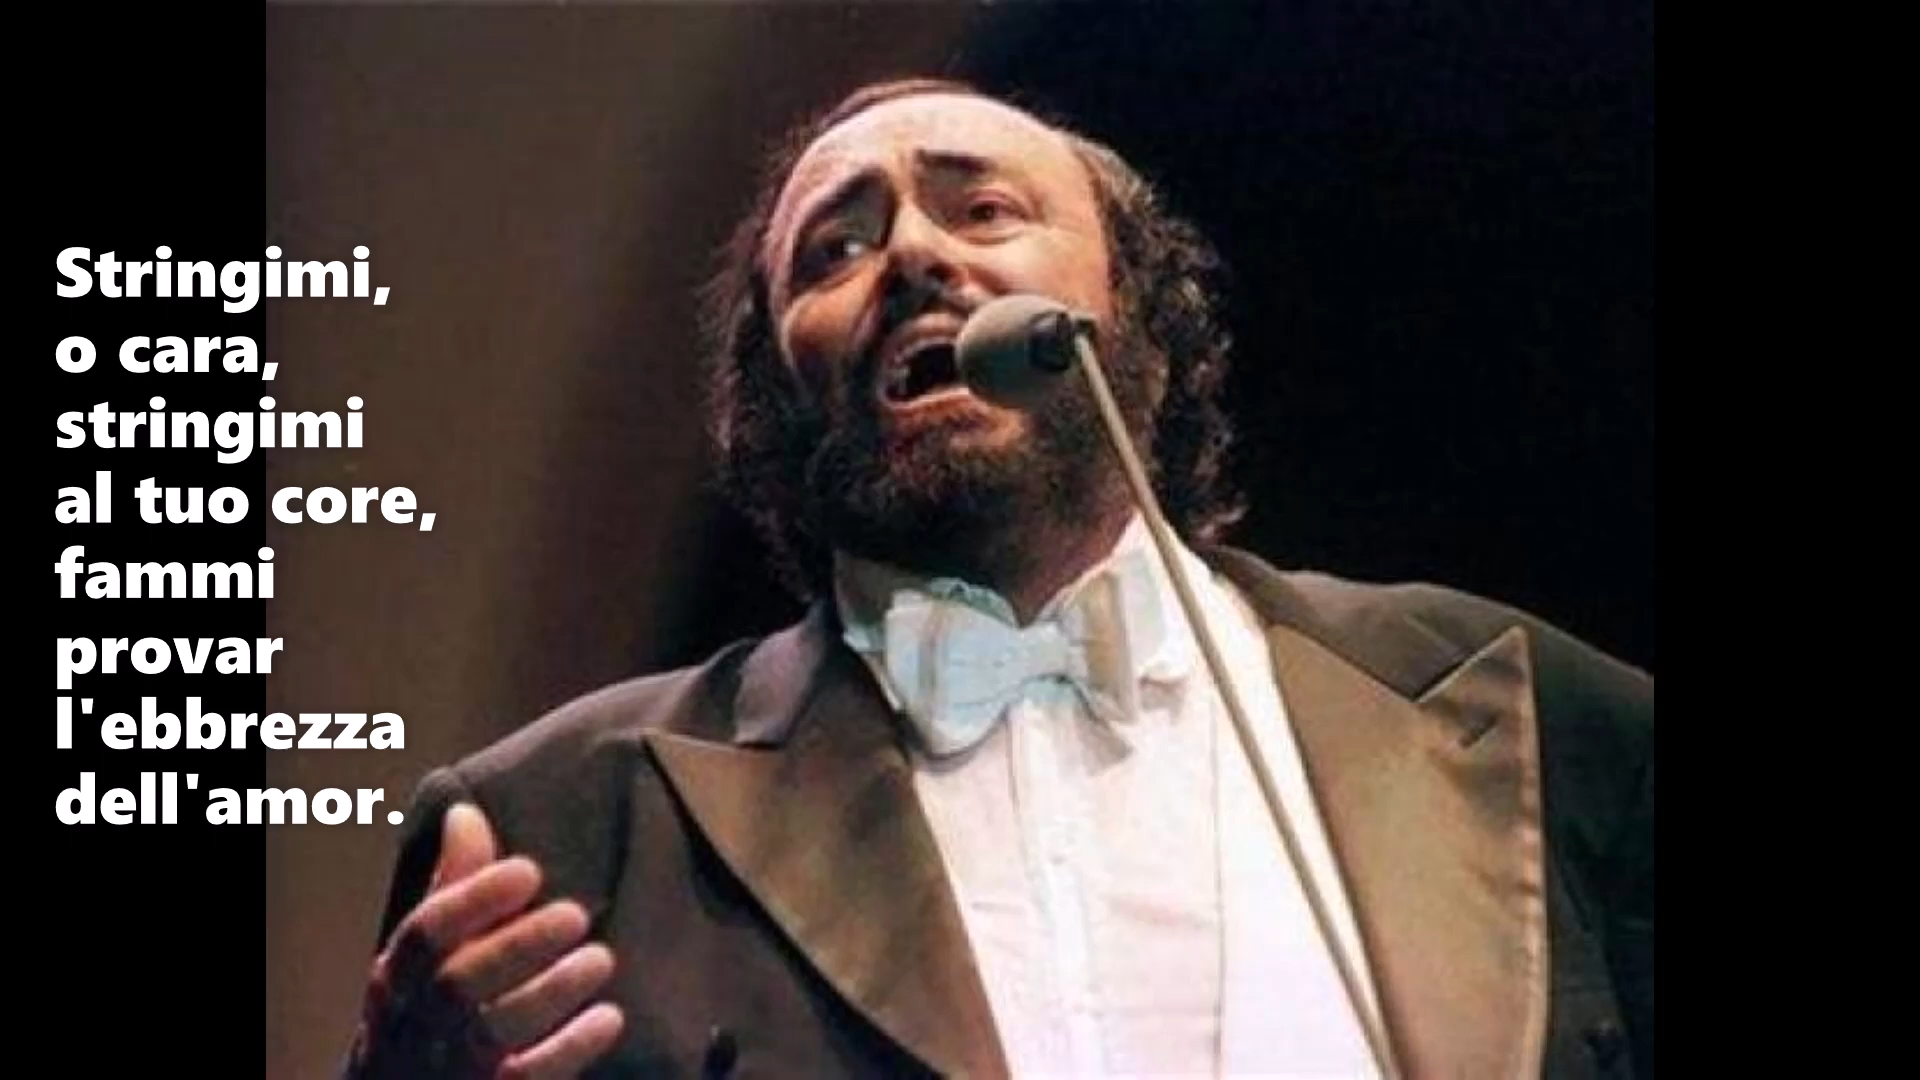 Stringimi,
o cara,
stringimi
al tuo core,
fammi
provar
l'ebbrezza
dell'amor.